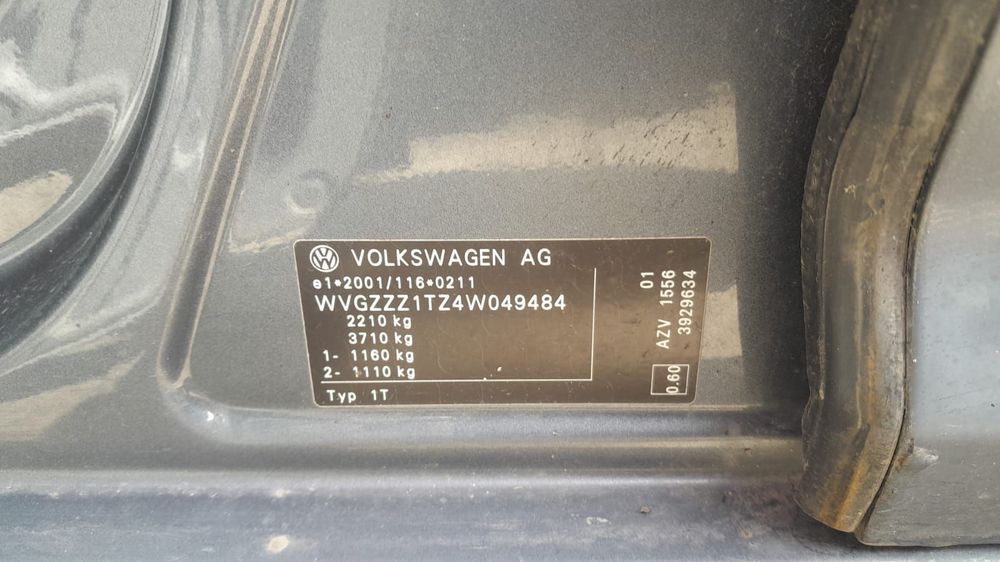 VOLKSWAGEN AG
e1*2001/116*0211
WVGZZZ1TZ4W049484
2210 kg
3710 kg
1- 1160 kg
2- 1110 kg
Typ 1T
01
AZV 1556
3929634
0.60